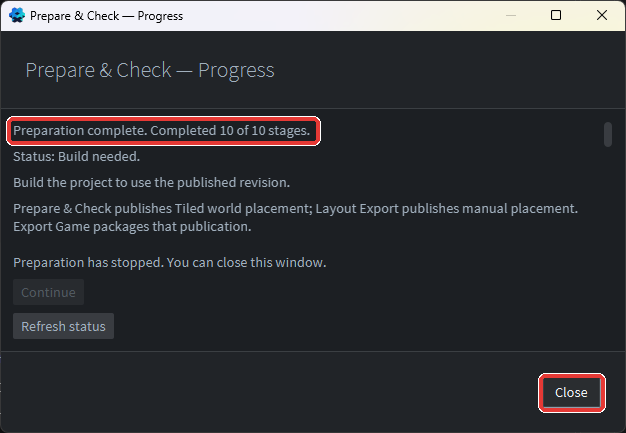 Prepare & Check — Progress
Prepare & Check — Progress
Preparation complete. Completed 10 of 10 stages.
Status: Build needed.
Build the project to use the published revision.
Prepare & Check publishes Tiled world placement; Layout Export publishes manual placement.
Export Game packages that publication.
Preparation has stopped. You can close this window.
Continue
Refresh status
Close